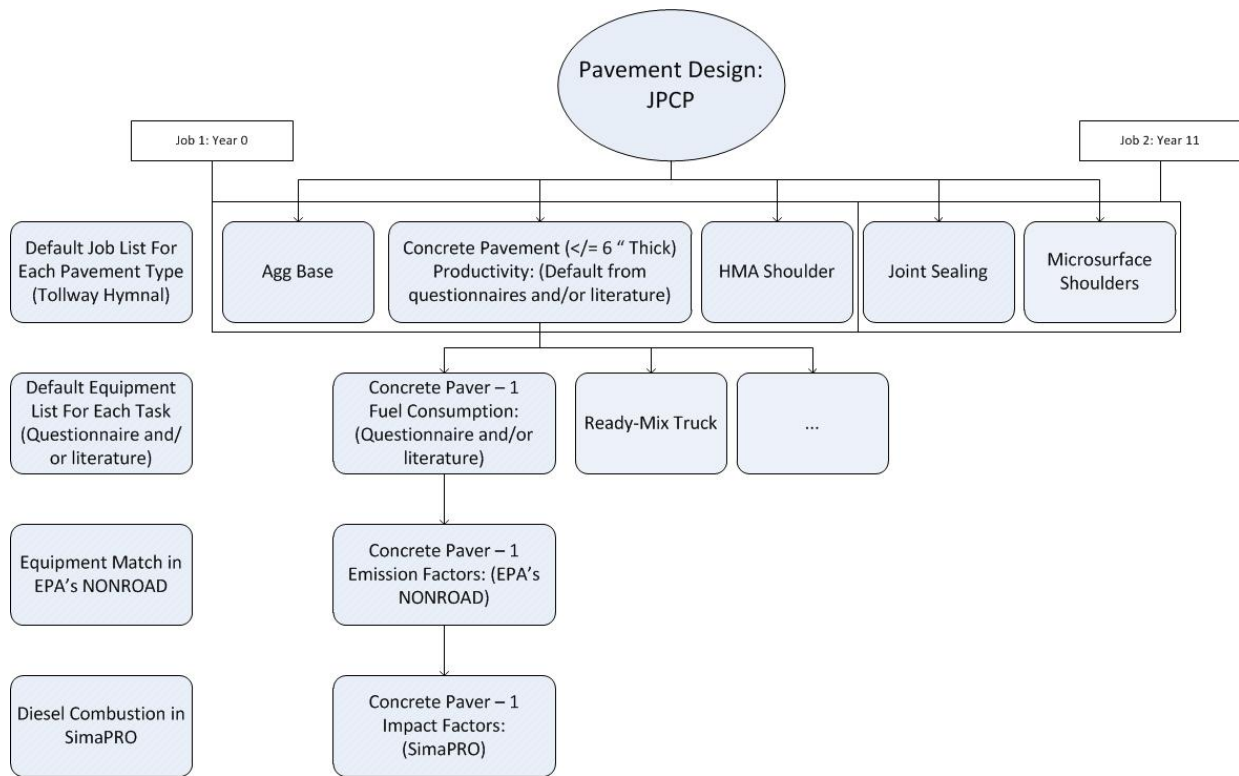 Pavement Design:
JPCP
Job 1: Year 0
Job 2: Year 11
Default Job List For
Each Pavement Type
(Tollway Hymnal)
Agg Base
Concrete Pavement (</= 6 “ Thick)
Productivity: (Default from
questionnaires and/or literature)
HMA Shoulder
Joint Sealing
Microsurface
Shoulders
Default Equipment
List For Each Task
(Questionnaire and/
or literature)
Concrete Paver – 1
Fuel Consumption:
(Questionnaire and/or
literature)
Ready-Mix Truck
...
Equipment Match in
EPA’s NONROAD
Concrete Paver – 1
Emission Factors: (EPA’s
NONROAD)
Diesel Combustion in
SimaPRO
Concrete Paver – 1
Impact Factors:
(SimaPRO)